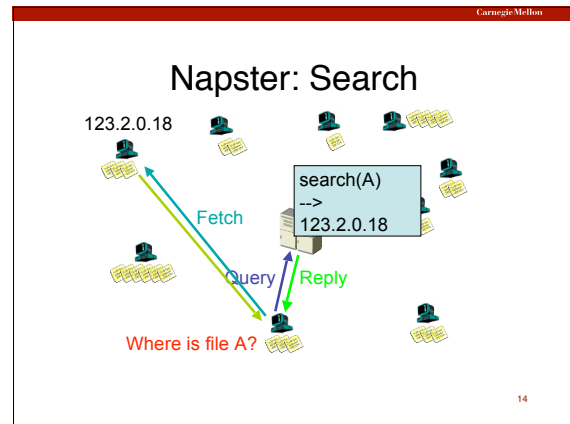 Carnegie Mellon
Napster: Search
123.2.0.18
search(A)
-->
123.2.0.18
Fetch
Query
Reply
Where is file A?
14